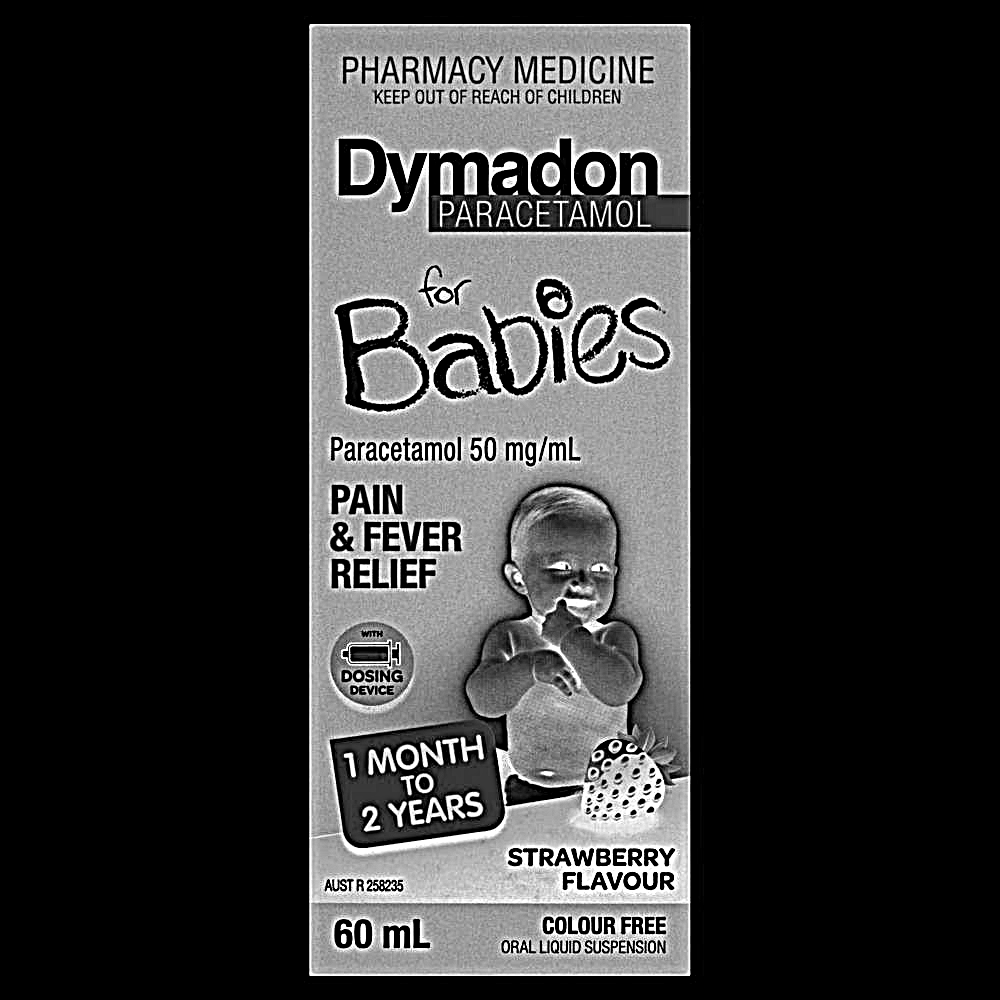 PHARMACY MEDICINE
KEEP OUT OF REACH OF CHILDREN
Dymadon
PARACETAMOL
for
Babies
Paracetamol 50 mg/mL
PAIN
& FEVER
RELIEF
WITH
DOSING
DEVICE
1 MONTH
TO
2 YEARS
STRAWBERRY
FLAVOUR
AUST R 258235
60 mL
COLOUR FREE
ORAL LIQUID SUSPENSION